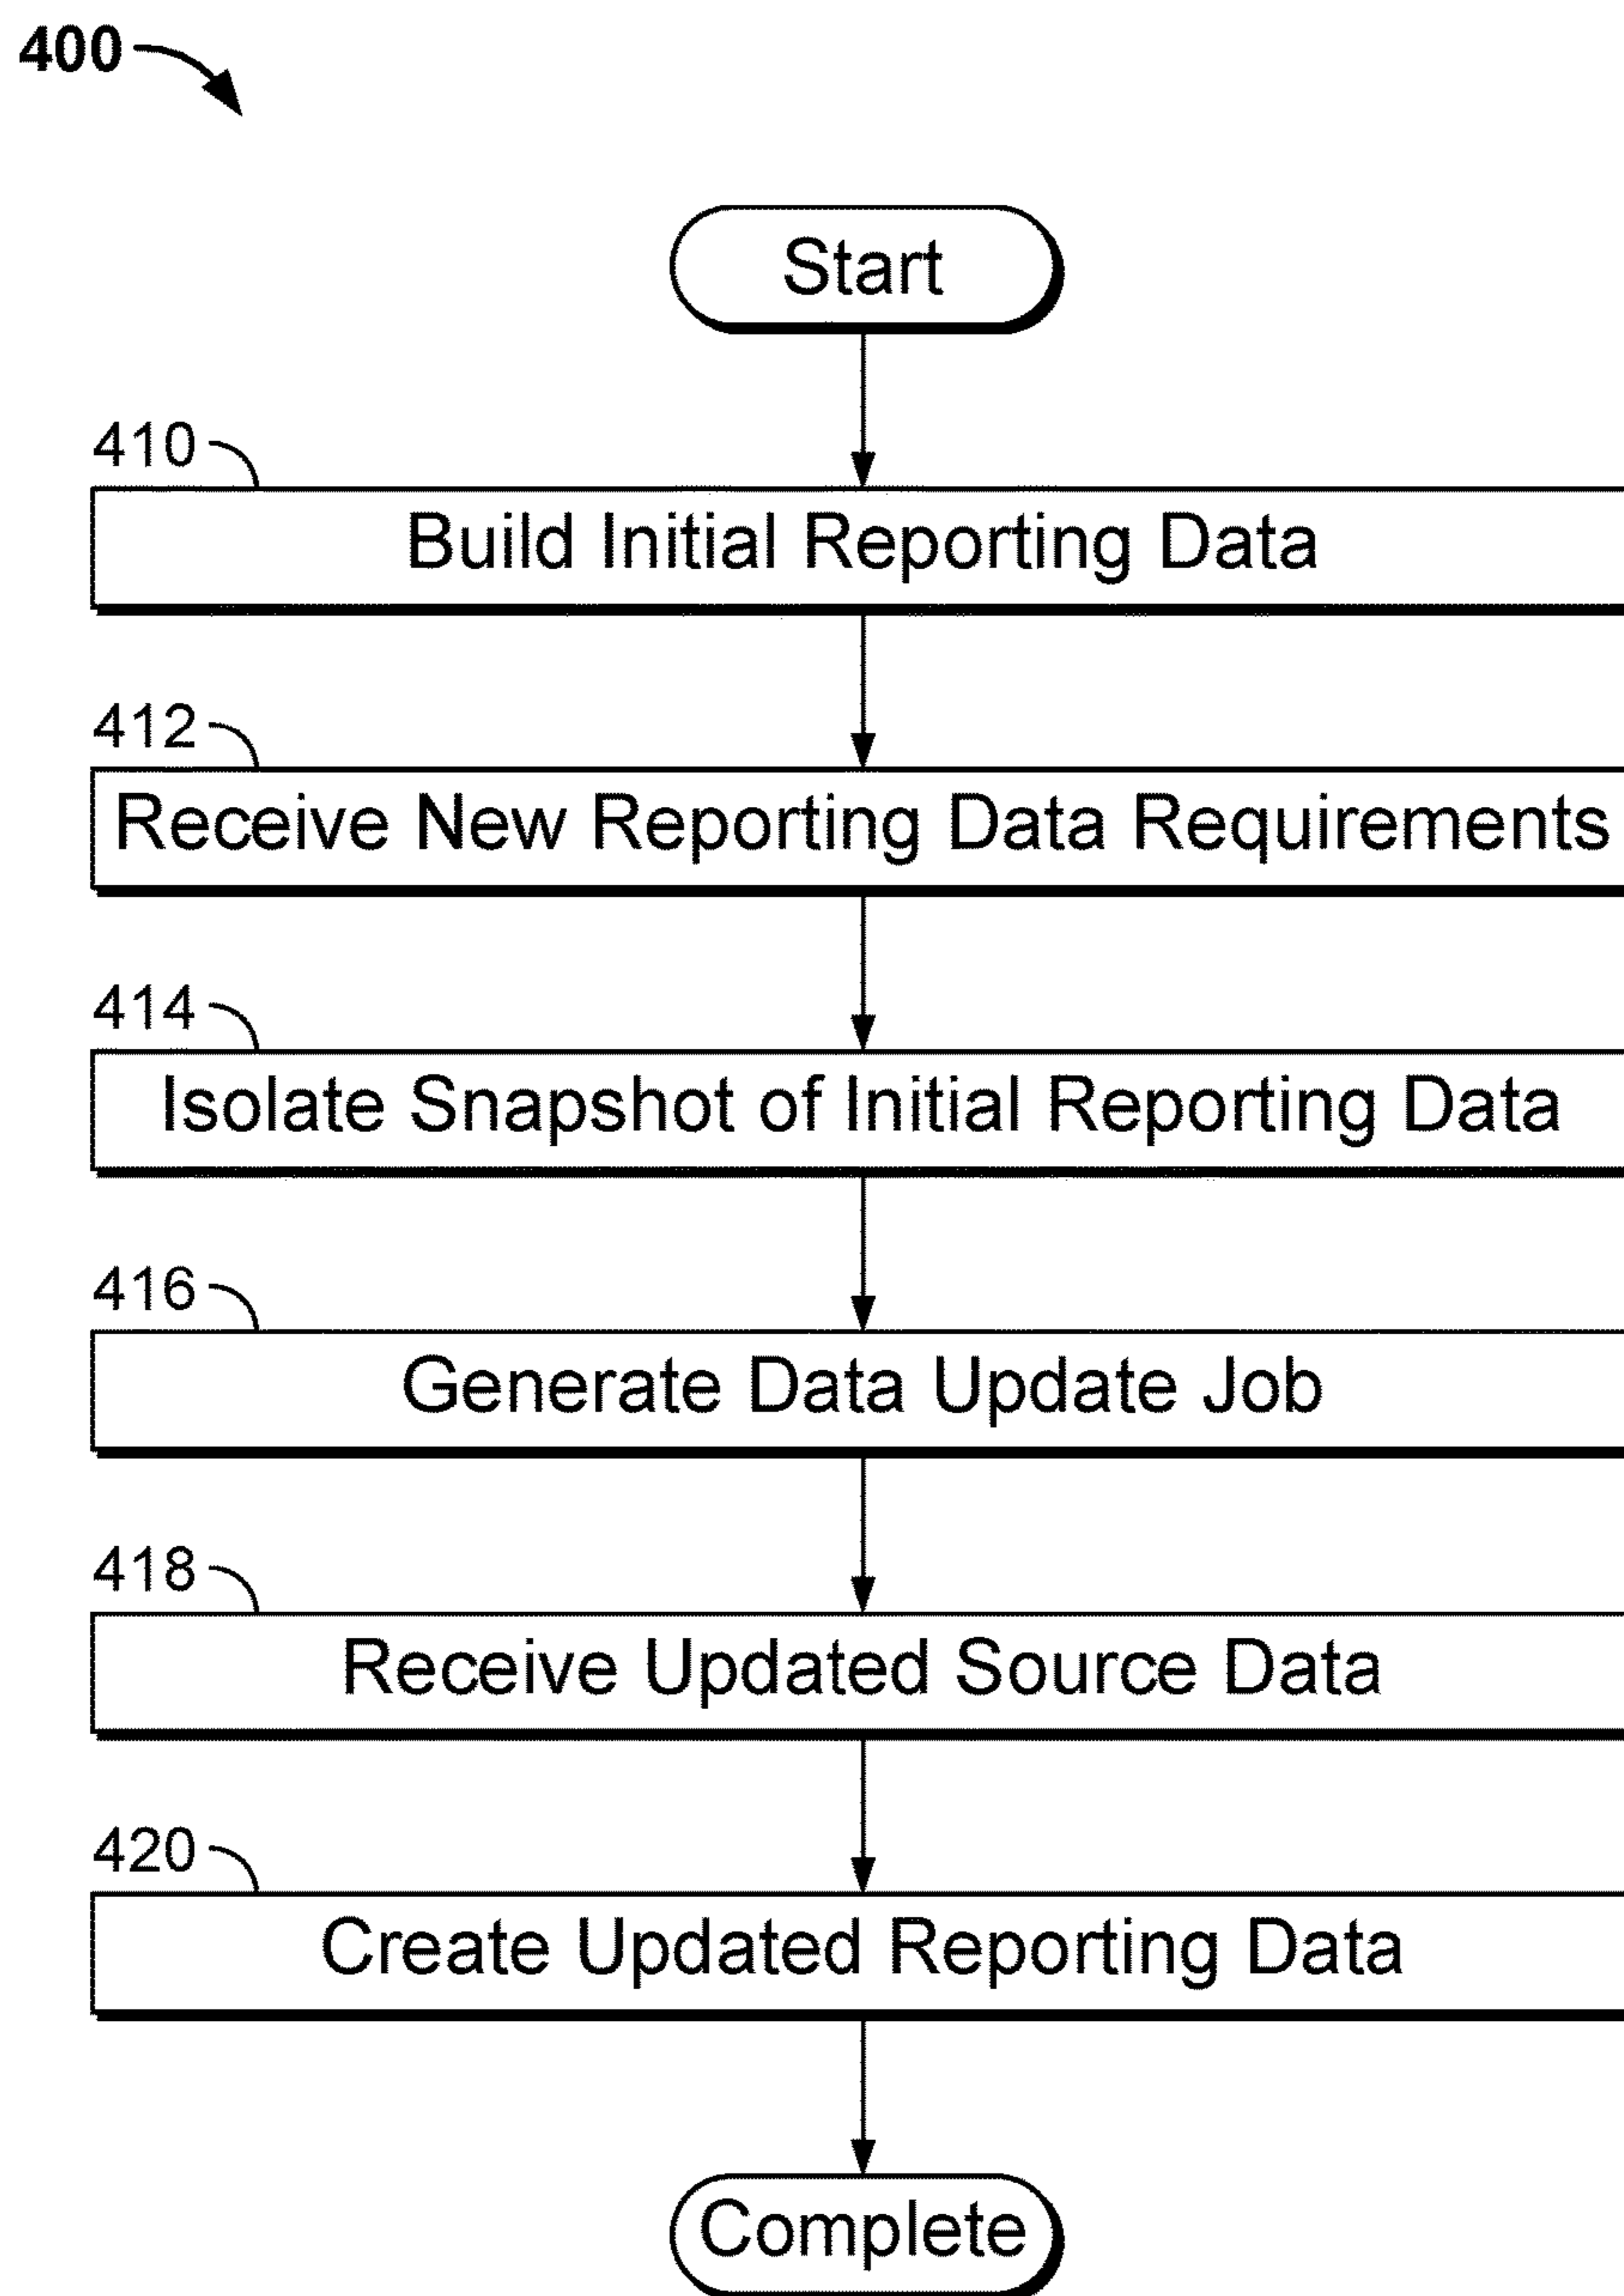 400
Start
410
Build Initial Reporting Data
412
Receive New Reporting Data Requirements
414
Isolate Snapshot of Initial Reporting Data
416
Generate Data Update Job
418
Receive Updated Source Data
420
Create Updated Reporting Data
Complete